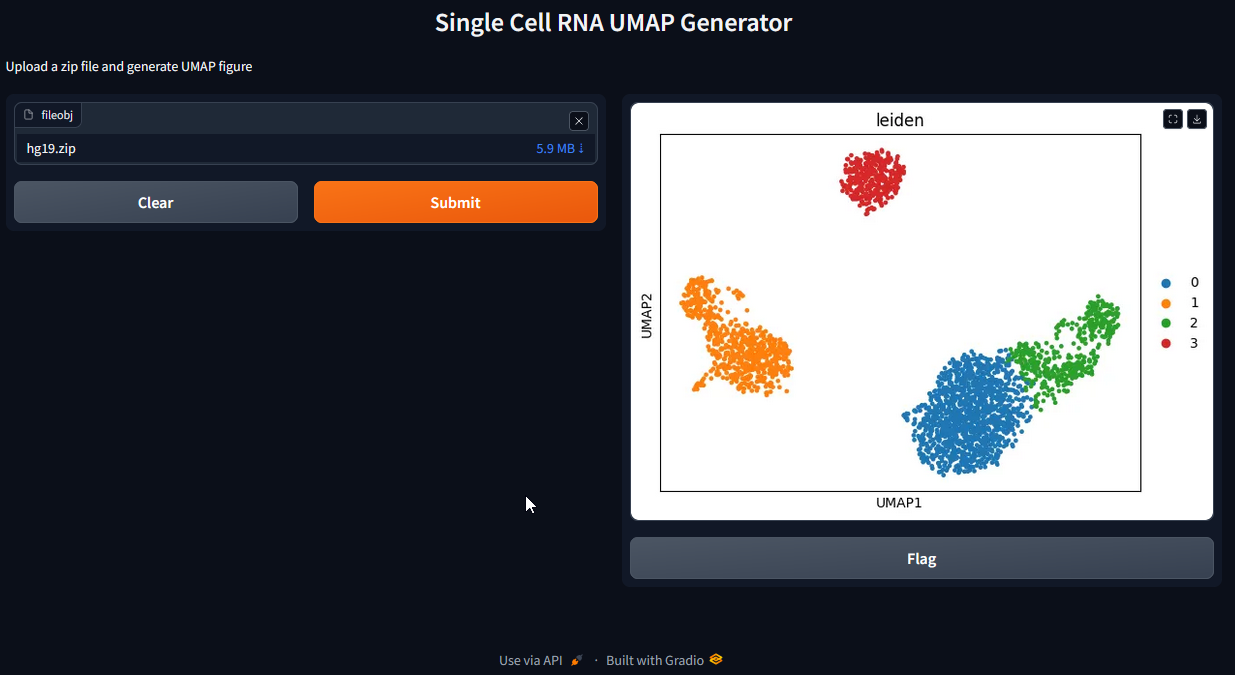 Single Cell RNA UMAP Generator
Upload a zip file and generate UMAP figure
fileobj
hg19.zip
5.9 MB ↓
Clear
Submit
leiden
UMAP2
0
1
2
3
UMAP1
Flag
Use via API · Built with Gradio